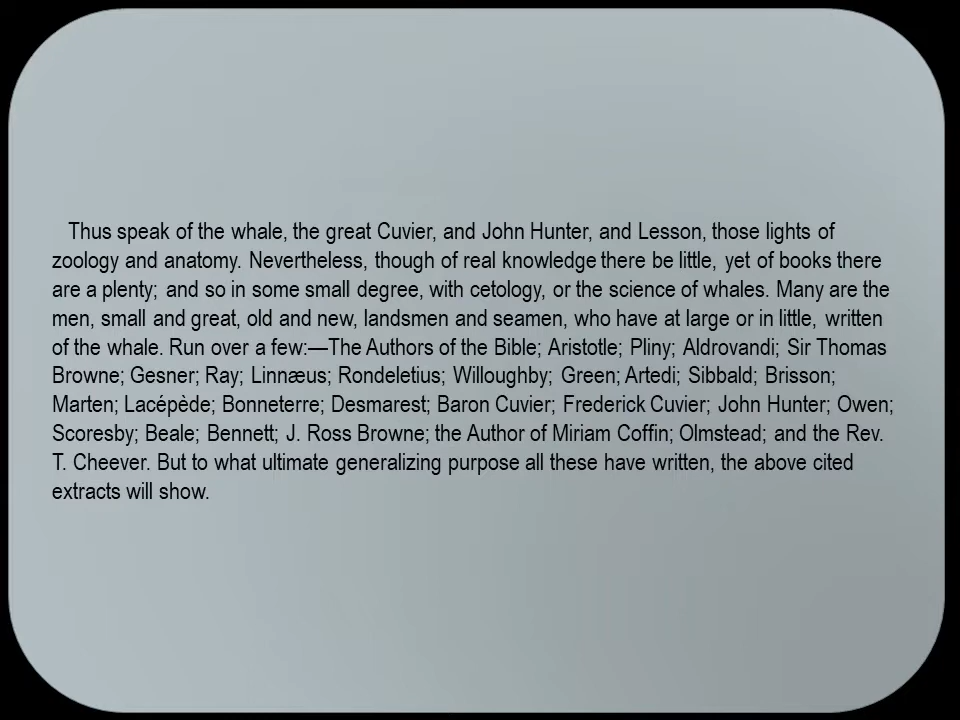 Thus speak of the whale, the great Cuvier, and John Hunter, and Lesson, those lights of
zoology and anatomy. Nevertheless, though of real knowledge there be little, yet of books there
are a plenty; and so in some small degree, with cetology, or the science of whales. Many are the
men, small and great, old and new, landsmen and seamen, who have at large or in little, written
of the whale. Run over a few:—The Authors of the Bible; Aristotle; Pliny; Aldrovandi; Sir Thomas
Browne; Gesner; Ray; Linnæus; Rondeletius; Willoughby; Green; Artedi; Sibbald; Brisson;
Marten; Lacépède; Bonneterre; Desmarest; Baron Cuvier; Frederick Cuvier; John Hunter; Owen;
Scoresby; Beale; Bennett; J. Ross Browne; the Author of Miriam Coffin; Olmstead; and the Rev.
T. Cheever. But to what ultimate generalizing purpose all these have written, the above cited
extracts will show.